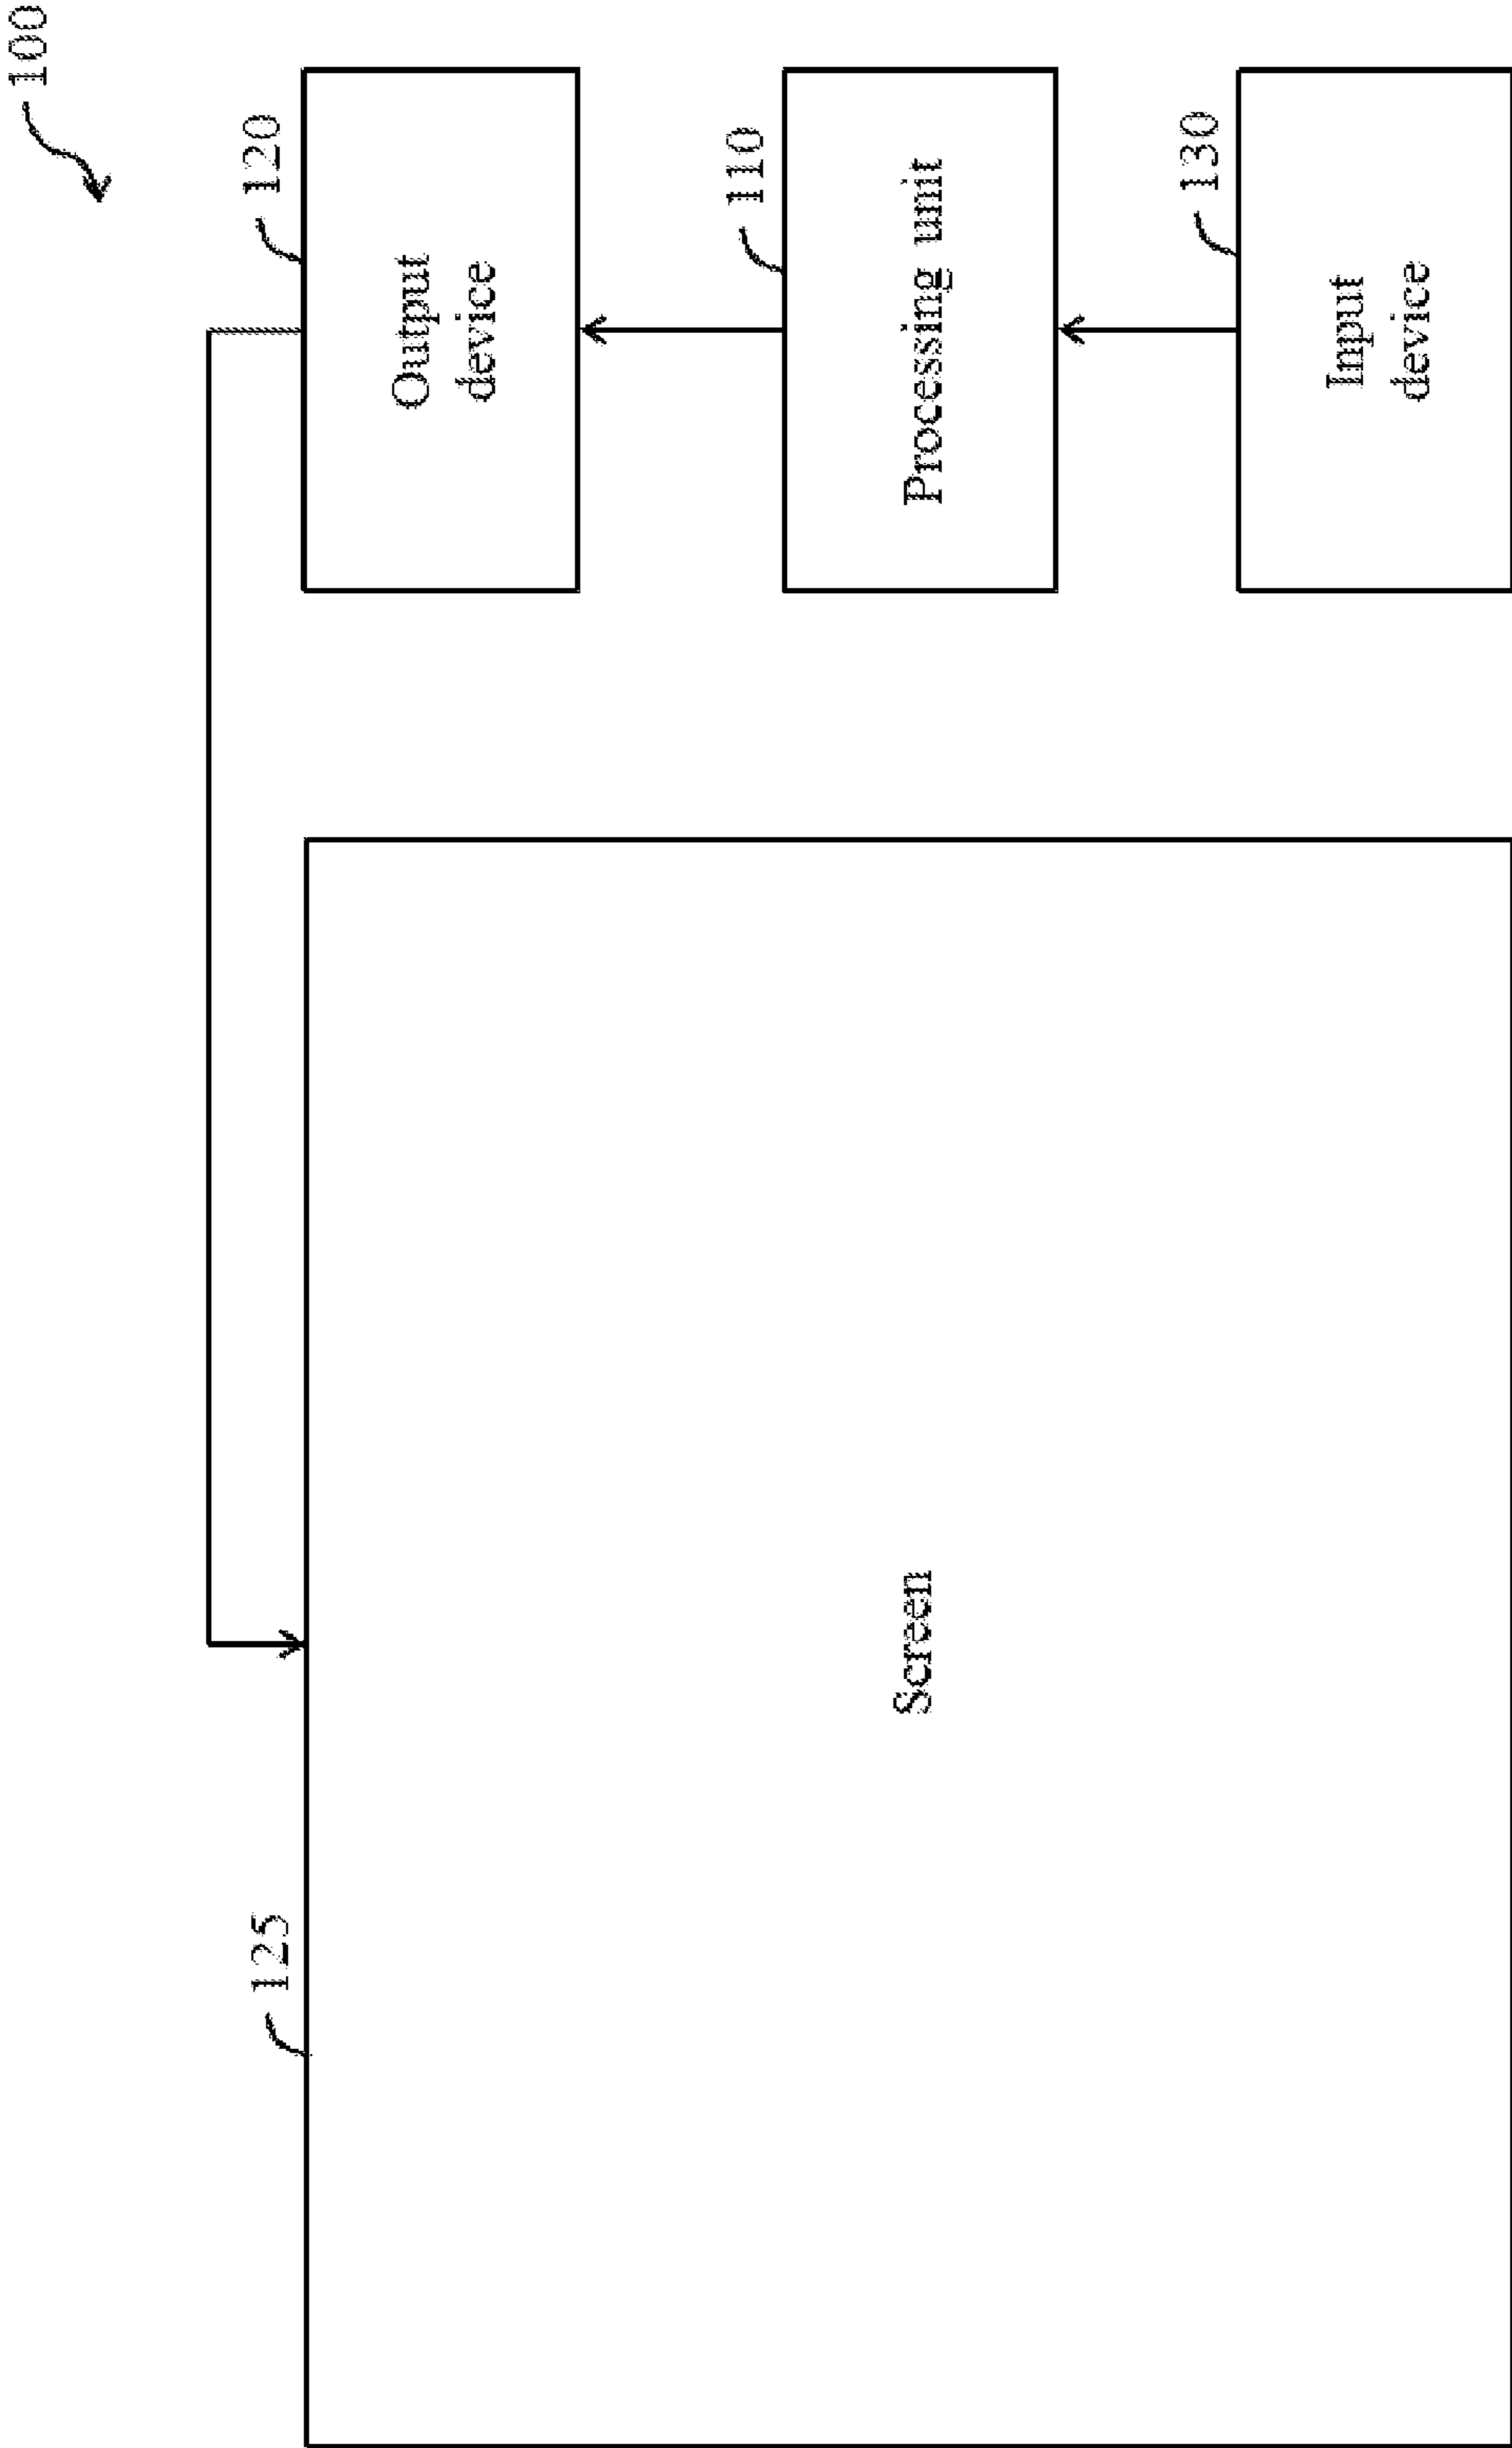 100
120
Output
device
110
Processing unit
130
Input
device
125
Screen